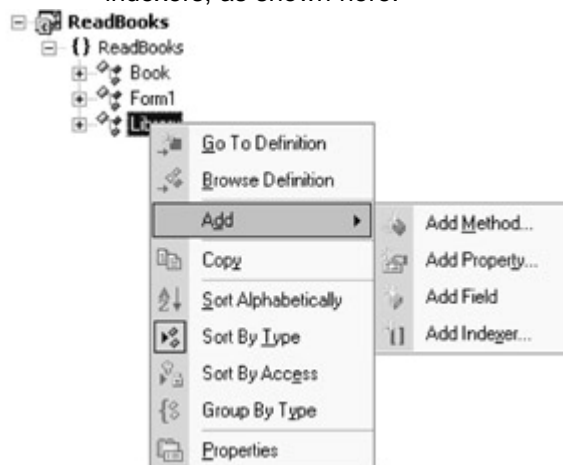 indexers, as shown here:
ReadBooks
{} ReadBooks
Book
Form1
Go To Definition
Browse Definition
Add
Add Method...
Copy
Add Property...
Sort Alphabetically
Add Field
Sort By Type
Add Indexer...
Sort By Access
Group By Type
Properties